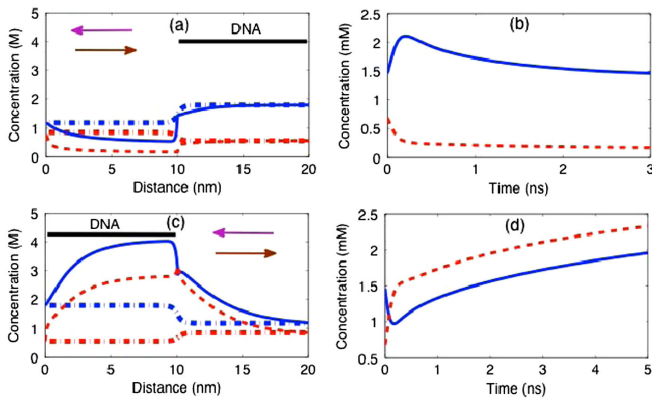 (a)
DNA
Concentration (M)
5
4
3
2
1
0
0 5 10 15 20
Distance (nm)
(b)
Concentration (mM)
2.5
2
1.5
1
0.5
0
0 1 2 3
Time (ns)
DNA
(c)
Concentration (M)
5
4
3
2
1
0
0 5 10 15 20
Distance (nm)
(d)
Concentration (mM)
2.5
2
1.5
1
0.5
0 1 2 3 4 5
Time (ns)